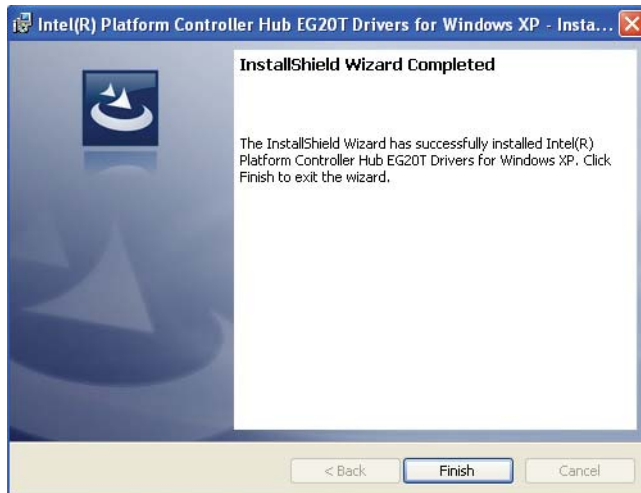 Intel(R) Platform Controller Hub EG20T Drivers for Windows XP - Insta...
InstallShield Wizard Completed
The InstallShield Wizard has successfully installed Intel(R)
Platform Controller Hub EG20T Drivers for Windows XP. Click
Finish to exit the wizard.
< Back
Finish
Cancel